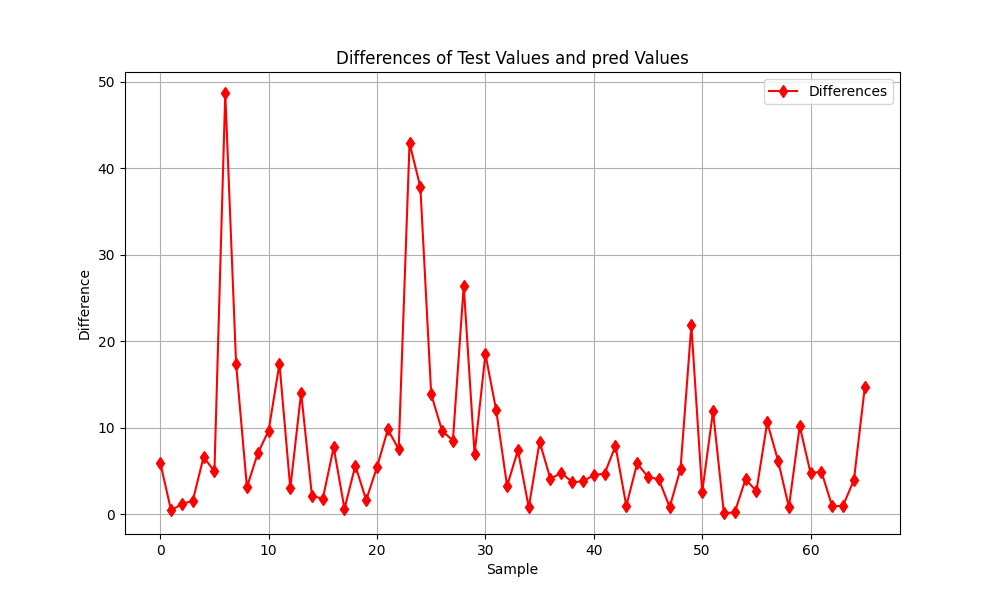 Differences of Test Values and pred Values
Differences
50
40
30
20
10
0
Difference
0 10 20 30 40 50 60
Sample